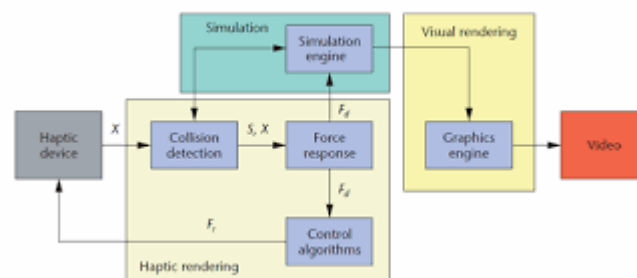 Simulation
Simulation
engine
Visual rendering
F_d
Haptic
device
X
Collision
detection
S, X
Force
response
Graphics
engine
Video
F_d
F_r
Control
algorithms
Haptic rendering